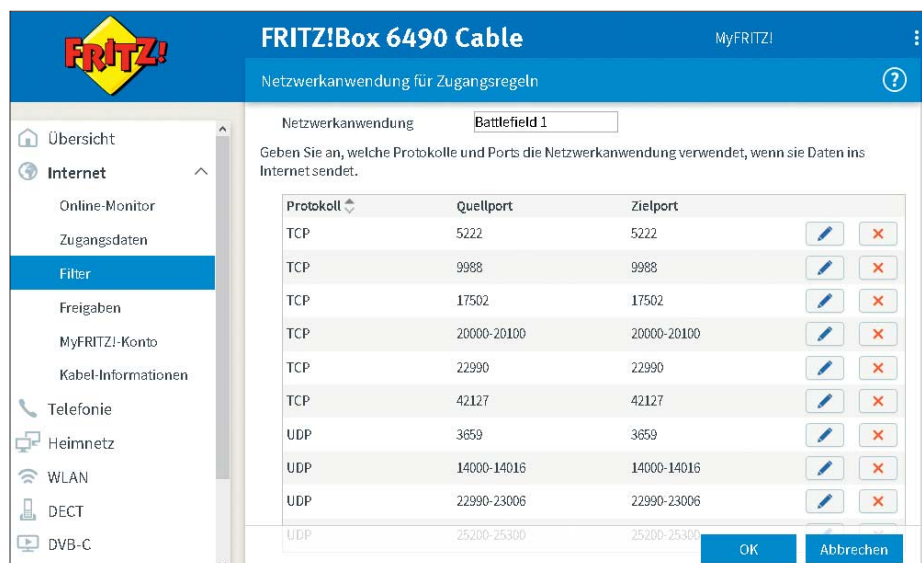 FRITZ!
FRITZ!Box 6490 Cable
MyFRITZ!
Netzwerkanwendung für Zugangsregeln
?
Übersicht
Internet
Online-Monitor
Zugangsdaten
Filter
Freigaben
MyFRITZ!-Konto
Kabel-Informationen
Telefonie
Heimnetz
WLAN
DECT
DVB-C
Netzwerkanwendung Battlefield 1
Geben Sie an, welche Protokolle und Ports die Netzwerkanwendung verwendet, wenn sie Daten ins
Internet sendet.
Protokoll Quellport Zielport
TCP 5222 5222
TCP 9988 9988
TCP 17502 17502
TCP 20000-20100 20000-20100
TCP 22990 22990
TCP 42127 42127
UDP 3659 3659
UDP 14000-14016 14000-14016
UDP 22990-23006 22990-23006
UDP 25200-25300 25200-25300
OK Abbrechen